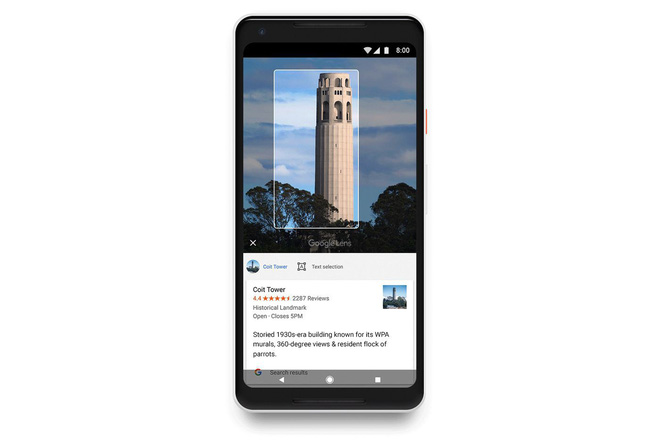 8:00
Google Lens
Coit Tower
Text selection
Coit Tower
4.4 2287 Reviews
Historical Landmark
Open · Closes 5PM
Storied 1930s-era building known for its WPA
murals, 360-degree views & resident flock of
parrots.
G Search results